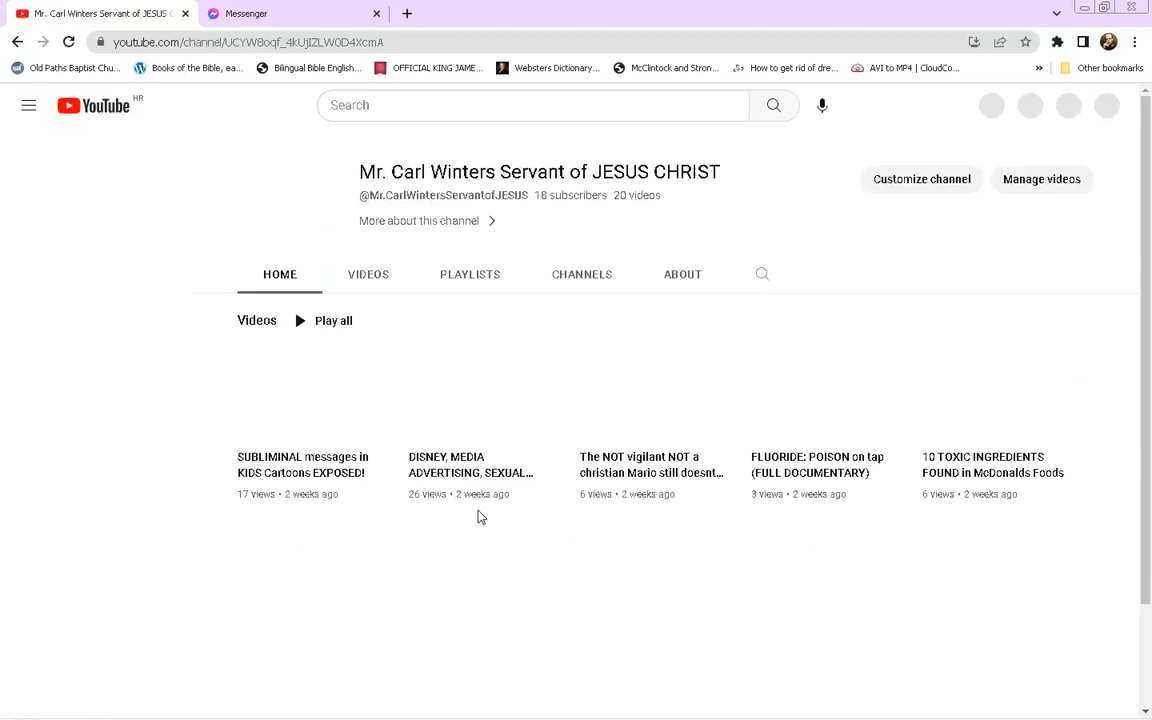 Mr. Carl Winters Servant of JESUS C
Messenger
youtube.com/channel/UCYW8oqf_4kUjIZLW0D4XcmA
Old Paths Baptist Chu...
Books of the Bible, ea...
Bilingual Bible English...
OFFICIAL KING JAME...
Websters Dictionary...
McClintock and Stron...
How to get rid of dre...
AVI to MP4 | CloudCo...
»
Other bookmarks
YouTube HR
Search
Mr. Carl Winters Servant of JESUS CHRIST
@Mr.CarlWintersServantofJESUS 18 subscribers 20 videos
More about this channel
Customize channel
Manage videos
HOME VIDEOS PLAYLISTS CHANNELS ABOUT
Videos Play all
SUBLIMINAL messages in
KIDS Cartoons EXPOSED!
17 views • 2 weeks ago
DISNEY, MEDIA
ADVERTISING, SEXUAL...
26 views • 2 weeks ago
The NOT vigilant NOT a
christian Mario still doesnt...
6 views • 2 weeks ago
FLUORIDE: POISON on tap
(FULL DOCUMENTARY)
3 views • 2 weeks ago
10 TOXIC INGREDIENTS
FOUND in McDonalds Foods
6 views • 2 weeks ago